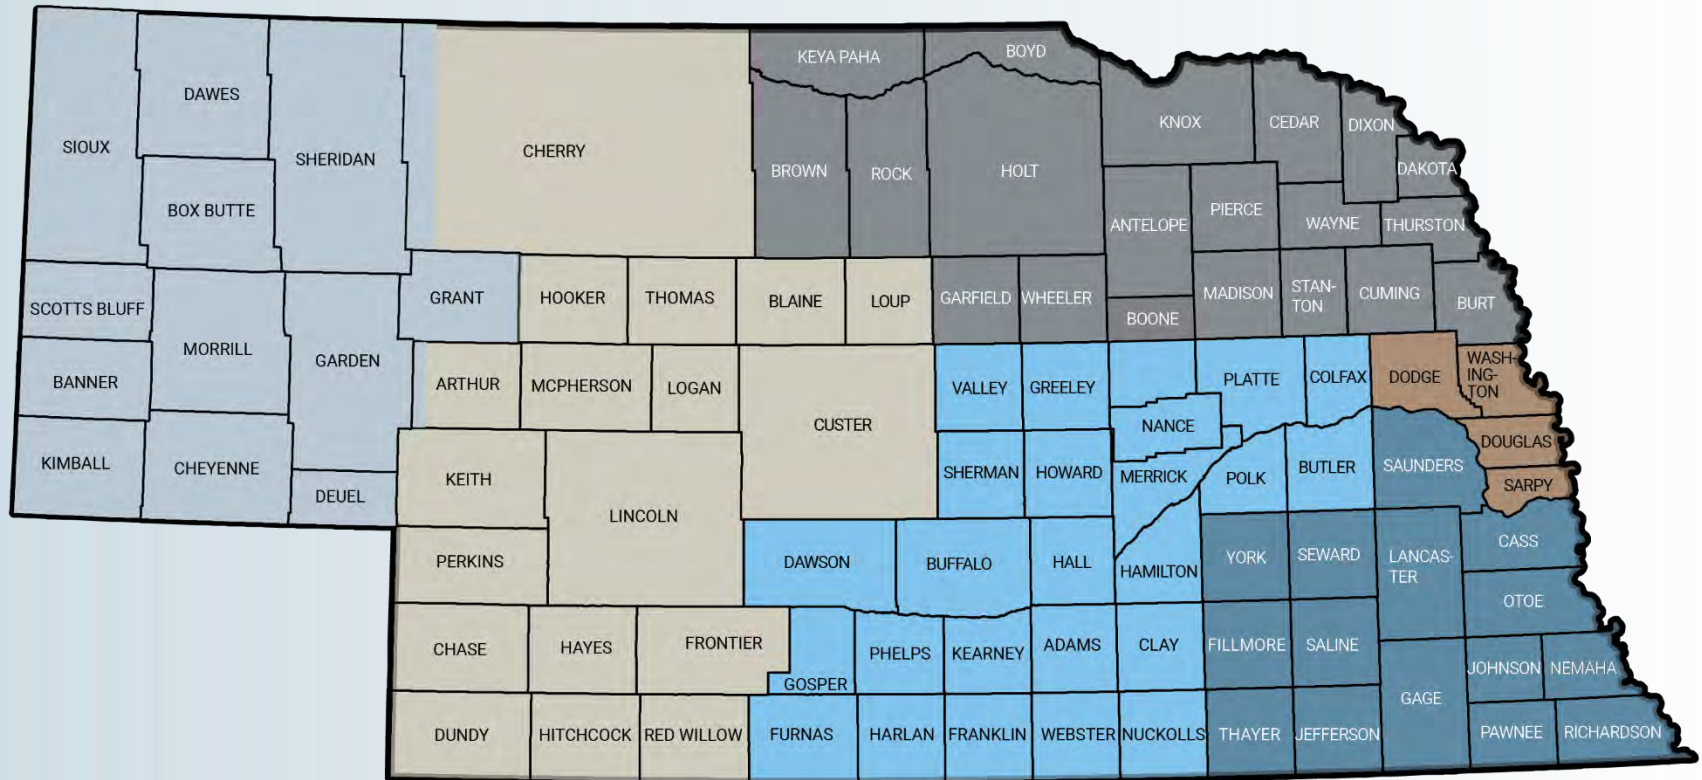 KEYA PAHA
BOYD
DAWES
SIOUX
SHERIDAN
CHERRY
KNOX
CEDAR
DIXON
BROWN
ROCK
HOLT
DAKOTA
BOX BUTTE
ANTELOPE
PIERCE
WAYNE
THURSTON
SCOTTS BLUFF
GRANT
HOOKER
THOMAS
BLAINE
LOUP
GARFIELD
WHEELER
BOONE
MADISON
STAN-
TON
CUMING
BURT
MORRILL
GARDEN
BANNER
ARTHUR
MCPHERSON
LOGAN
CUSTER
VALLEY
GREELEY
PLATTE
COLFAX
DODGE
WASH-
ING-
TON
NANCE
DOUGLAS
KIMBALL
CHEYENNE
DEUEL
KEITH
LINCOLN
SHERMAN
HOWARD
MERRICK
POLK
BUTLER
SAUNDERS
SARPY
PERKINS
DAWSON
BUFFALO
HALL
HAMILTON
YORK
SEWARD
LANCAS-
TER
CASS
OTOE
CHASE
HAYES
FRONTIER
GOSPER
PHELPS
KEARNEY
ADAMS
CLAY
FILLMORE
SALINE
GAGE
JOHNSON
NEMAHA
DUNDY
HITCHCOCK
RED WILLOW
FURNAS
HARLAN
FRANKLIN
WEBSTER
NUCKOLLS
THAYER
JEFFERSON
PAWNEE
RICHARDSON